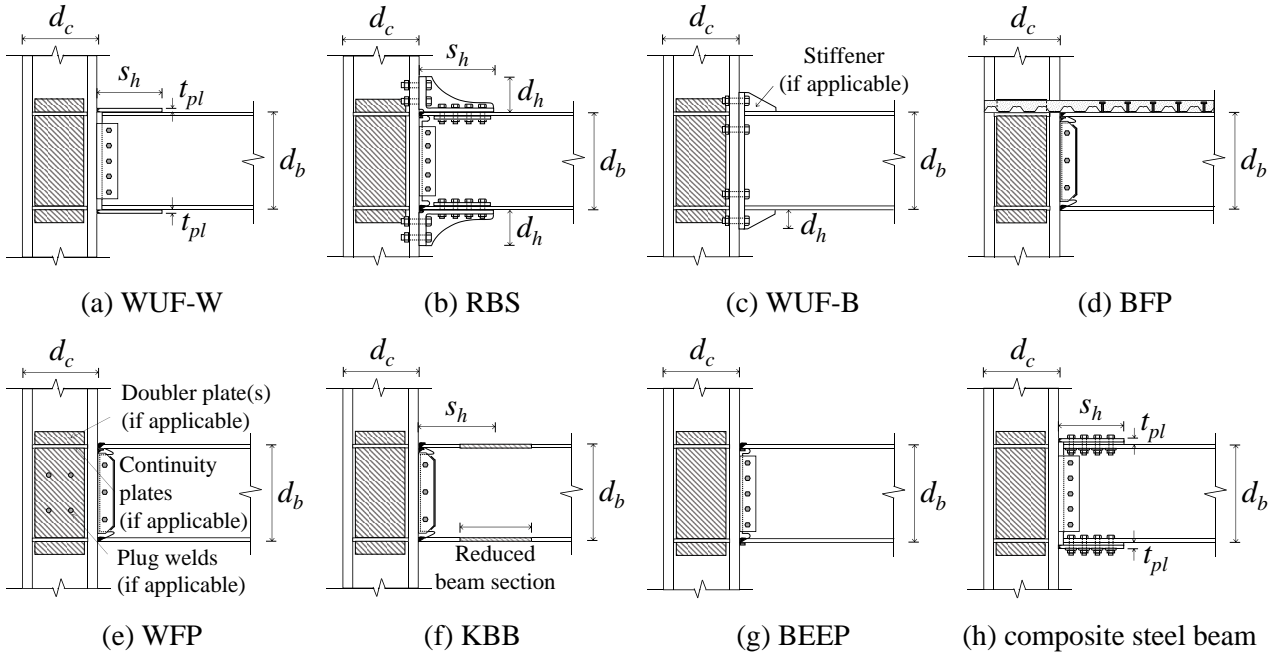 d_c
s_h
t_pl
d_b
t_pl
(a) WUF-W
d_c
s_h
d_h
d_b
d_h
(b) RBS
d_c
Stiffener
(if applicable)
d_b
d_h
(c) WUF-B
d_c
d_b
(d) BFP
d_c
Doubler plate(s)
(if applicable)
Continuity
plates
(if applicable)
d_b
Plug welds
(if applicable)
(e) WFP
d_c
s_h
d_b
Reduced
beam section
(f) KBB
d_c
d_b
(g) BEEP
d_c
s_h
t_pl
d_b
t_pl
(h) composite steel beam